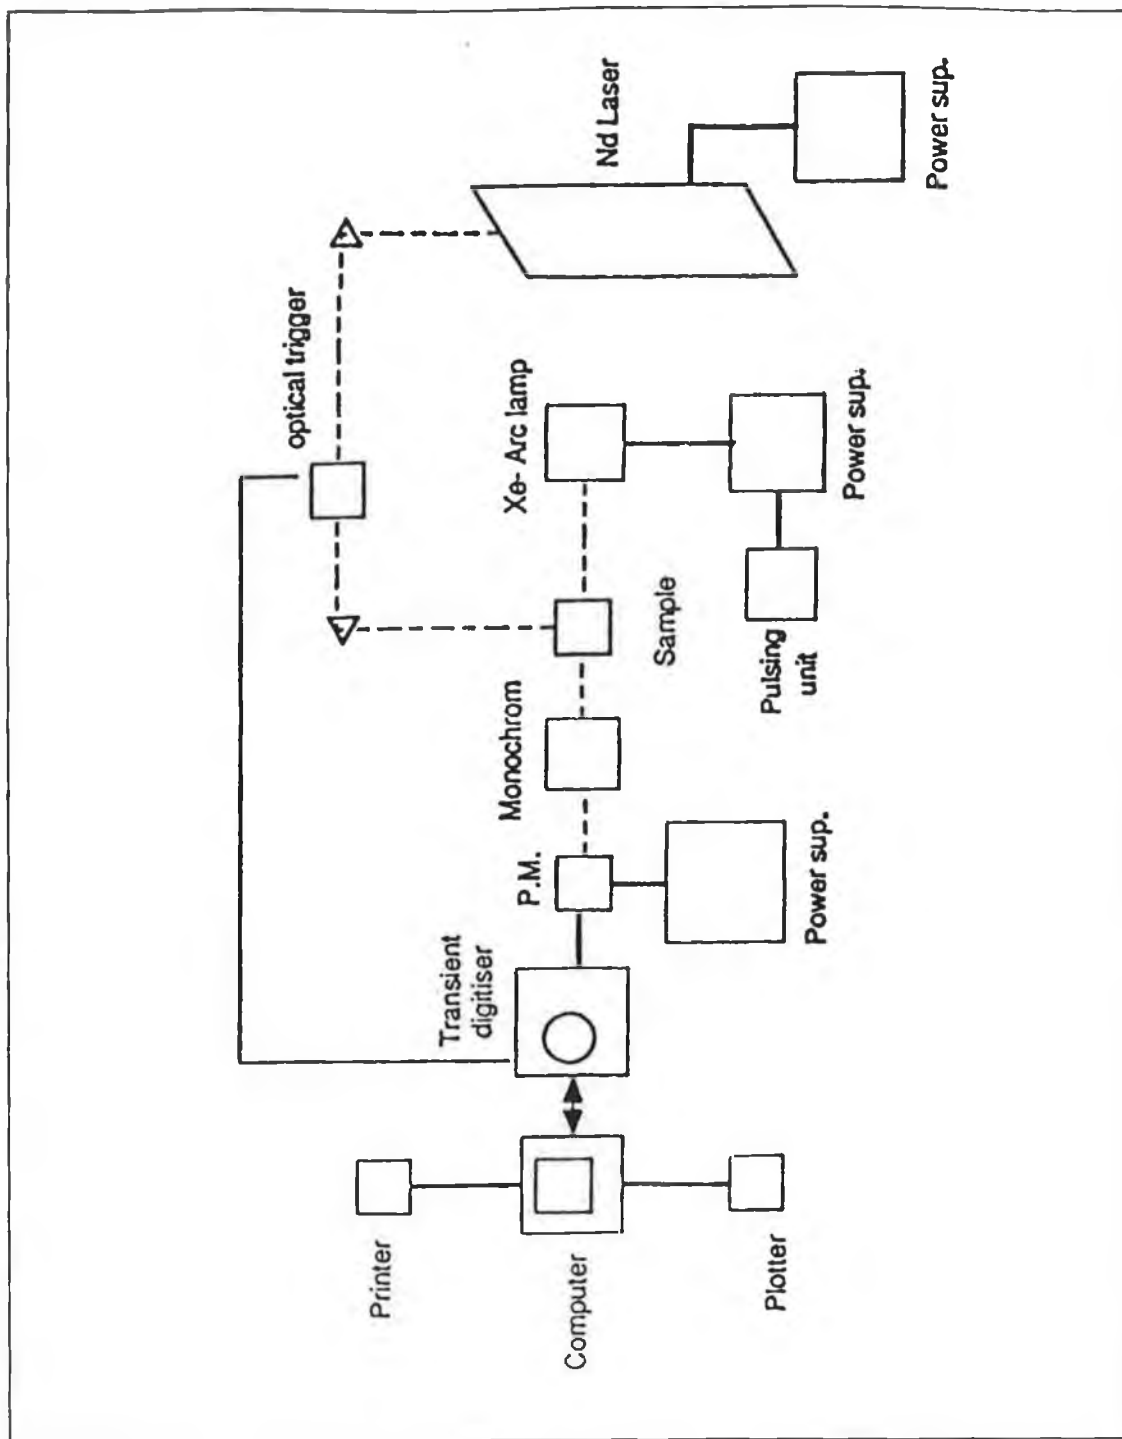 Nd Laser
Power sup.
optical trigger
Xe- Arc lamp
Power sup.
Sample
Pulsing
unit
Monochrom
P.M.
Power sup.
Transient
digitiser
Printer
Computer
Plotter